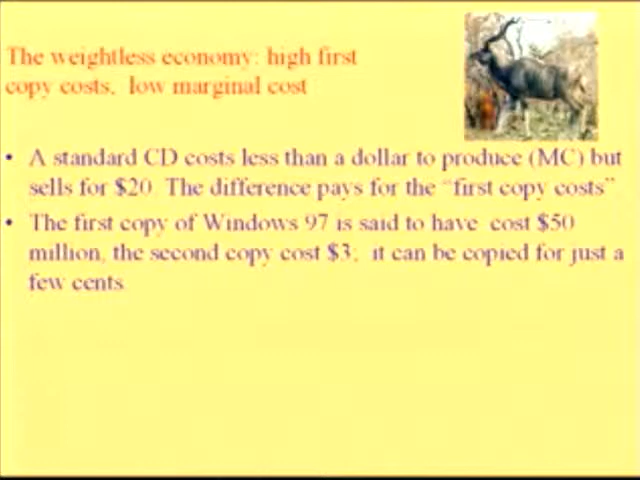 The weightless economy: high first
copy costs, low marginal cost
• A standard CD costs less than a dollar to produce (MC) but
sells for $20. The difference pays for the "first copy costs"
• The first copy of Windows 97 is said to have cost $50
million, the second copy cost $3; it can be copied for just a
few cents